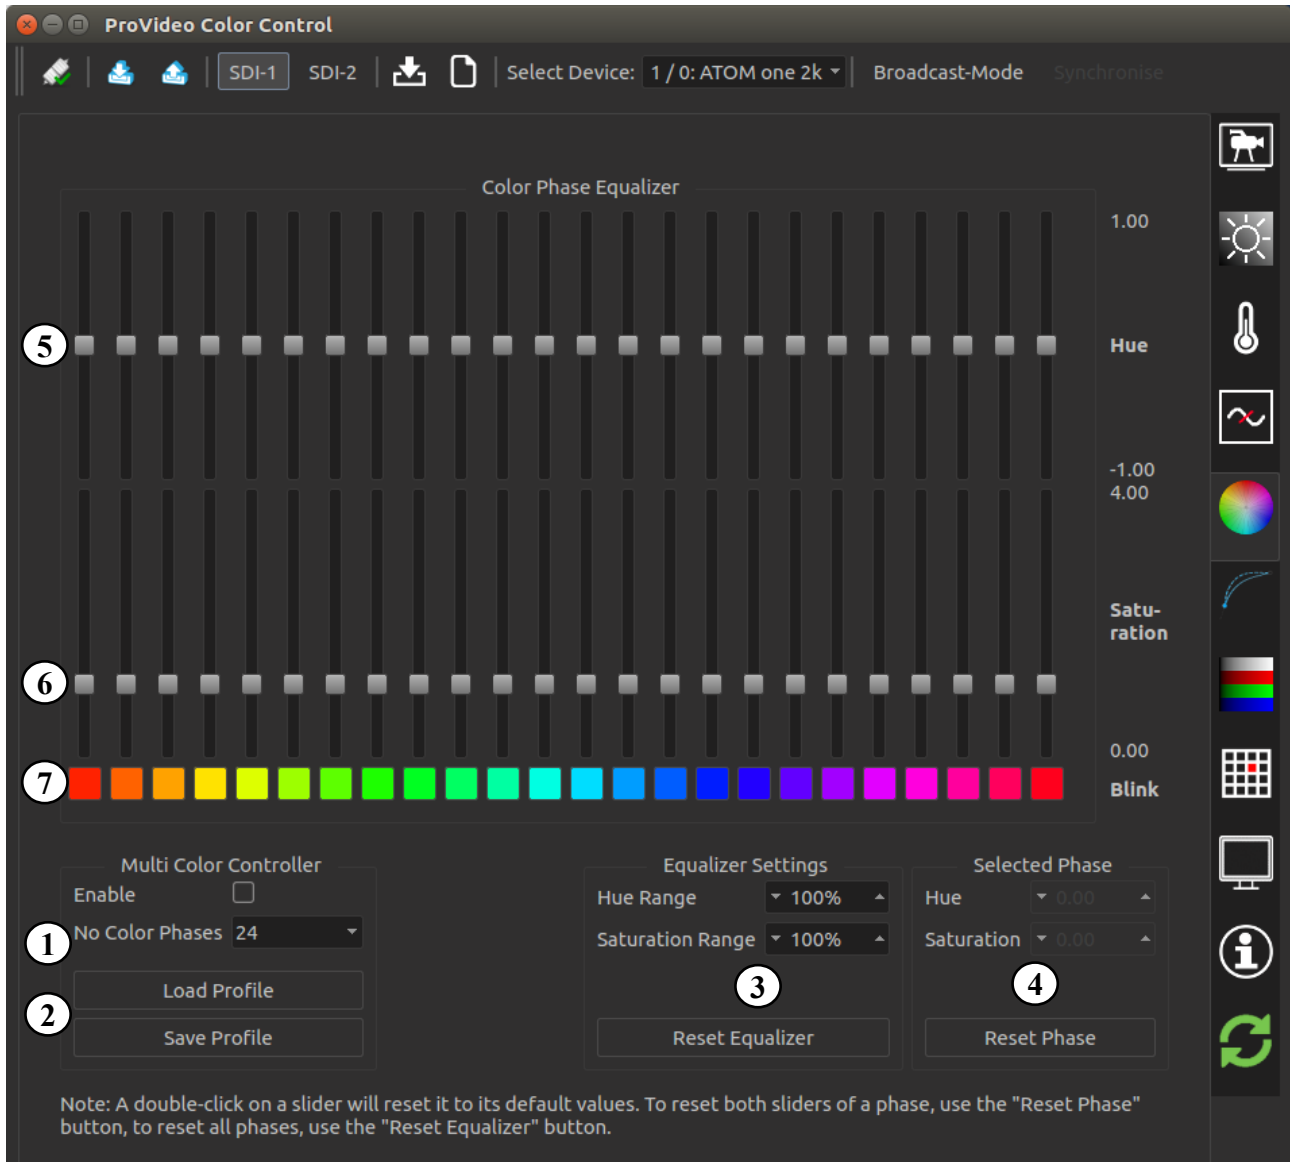 ProVideo Color Control
SDI-1 SDI-2 Select Device: 1 / 0: ATOM one 2k Broadcast-Mode Synchronise
Color Phase Equalizer
1.00
5 Hue
-1.00
4.00
Satu-
ration
6
0.00
7 Blink
Multi Color Controller
Enable
1 No Color Phases 24
2 Load Profile
Save Profile
Equalizer Settings
Hue Range 100%
Saturation Range 100%
3
Reset Equalizer
Selected Phase
Hue 0.00
Saturation 0.00
4
Reset Phase
Note: A double-click on a slider will reset it to its default values. To reset both sliders of a phase, use the "Reset Phase"
button, to reset all phases, use the "Reset Equalizer" button.